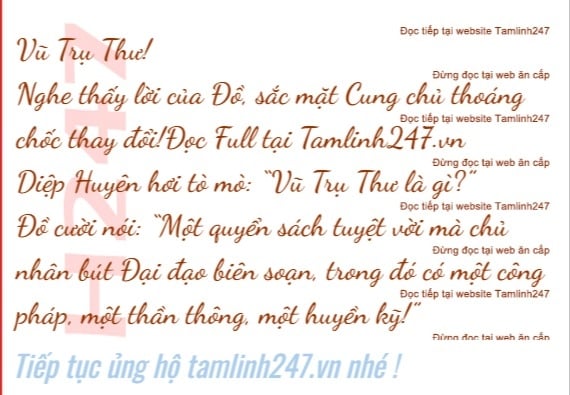 Đọc tiếp tại website Tamlinh247
Vũ Trụ Thư!
Đừng đọc tại web ăn cắp
Nghe thấy lời của Đồ, sắc mặt Cung chủ thoáng
Đọc tiếp tại website Tamlinh247
chốc thay đổi!Đọc Full tại Tamlinh247.vn
Đừng đọc tại web ăn cắp
Diệp Huyên hơi tò mò: “Vũ Trụ Thư là gì?”
Đọc tiếp tại website Tamlinh247
Đồ cười nói: “Một quyển sách tuyệt vời mà chủ
Đừng đọc tại web ăn cắp
nhân bút Đại đạo biên soạn, trong đó có một công
Đọc tiếp tại website Tamlinh247
pháp, một thần thông, một huyền kỹ!”
Đừng đọc tại web ăn cắp
Tiếp tục ủng hộ tamlinh247.vn nhé !
H247